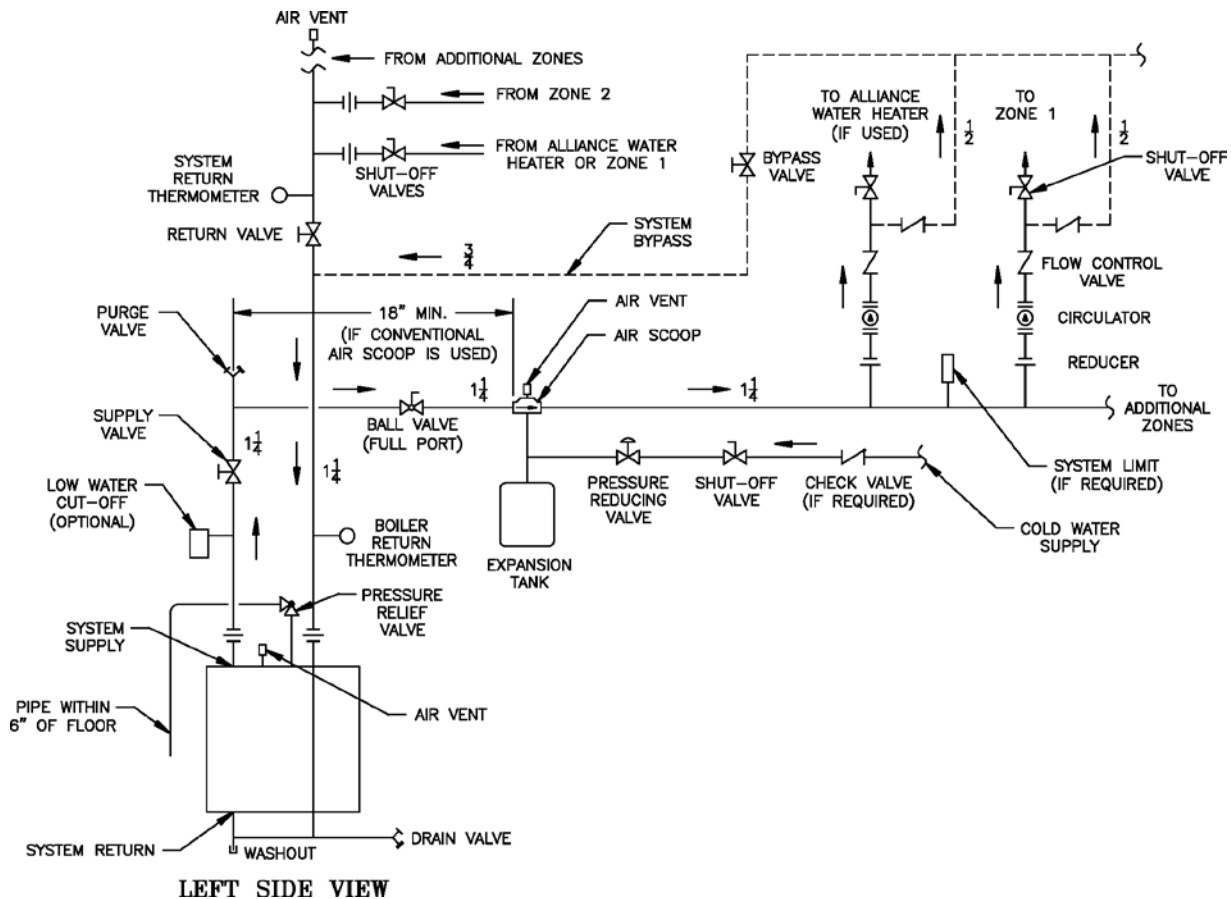 AIR VENT
FROM ADDITIONAL ZONES
FROM ZONE 2
FROM ALLIANCE WATER
HEATER OR ZONE 1
SHUT-OFF
VALVES
SYSTEM
RETURN
THERMOMETER
RETURN VALVE
TO ALLIANCE
WATER HEATER
(IF USED)
1/2
TO
ZONE 1
1/2
BYPASS
VALVE
SHUT-OFF
VALVE
SYSTEM
BYPASS
3/4
PURGE
VALVE
18" MIN.
(IF CONVENTIONAL
AIR SCOOP IS USED)
AIR VENT
AIR SCOOP
FLOW CONTROL
VALVE
CIRCULATOR
REDUCER
1 1/4
1 1/4
BALL VALVE
(FULL PORT)
TO
ADDITIONAL
ZONES
SUPPLY
VALVE
1 1/4
1 1/4
LOW WATER
CUT-OFF
(OPTIONAL)
PRESSURE
REDUCING
VALVE
SHUT-OFF
VALVE
CHECK VALVE
(IF REQUIRED)
SYSTEM LIMIT
(IF REQUIRED)
COLD WATER
SUPPLY
BOILER
RETURN
THERMOMETER
EXPANSION
TANK
PRESSURE
RELIEF
VALVE
SYSTEM
SUPPLY
PIPE WITHIN
6" OF FLOOR
AIR VENT
SYSTEM RETURN
WASHOUT
DRAIN VALVE
LEFT SIDE VIEW